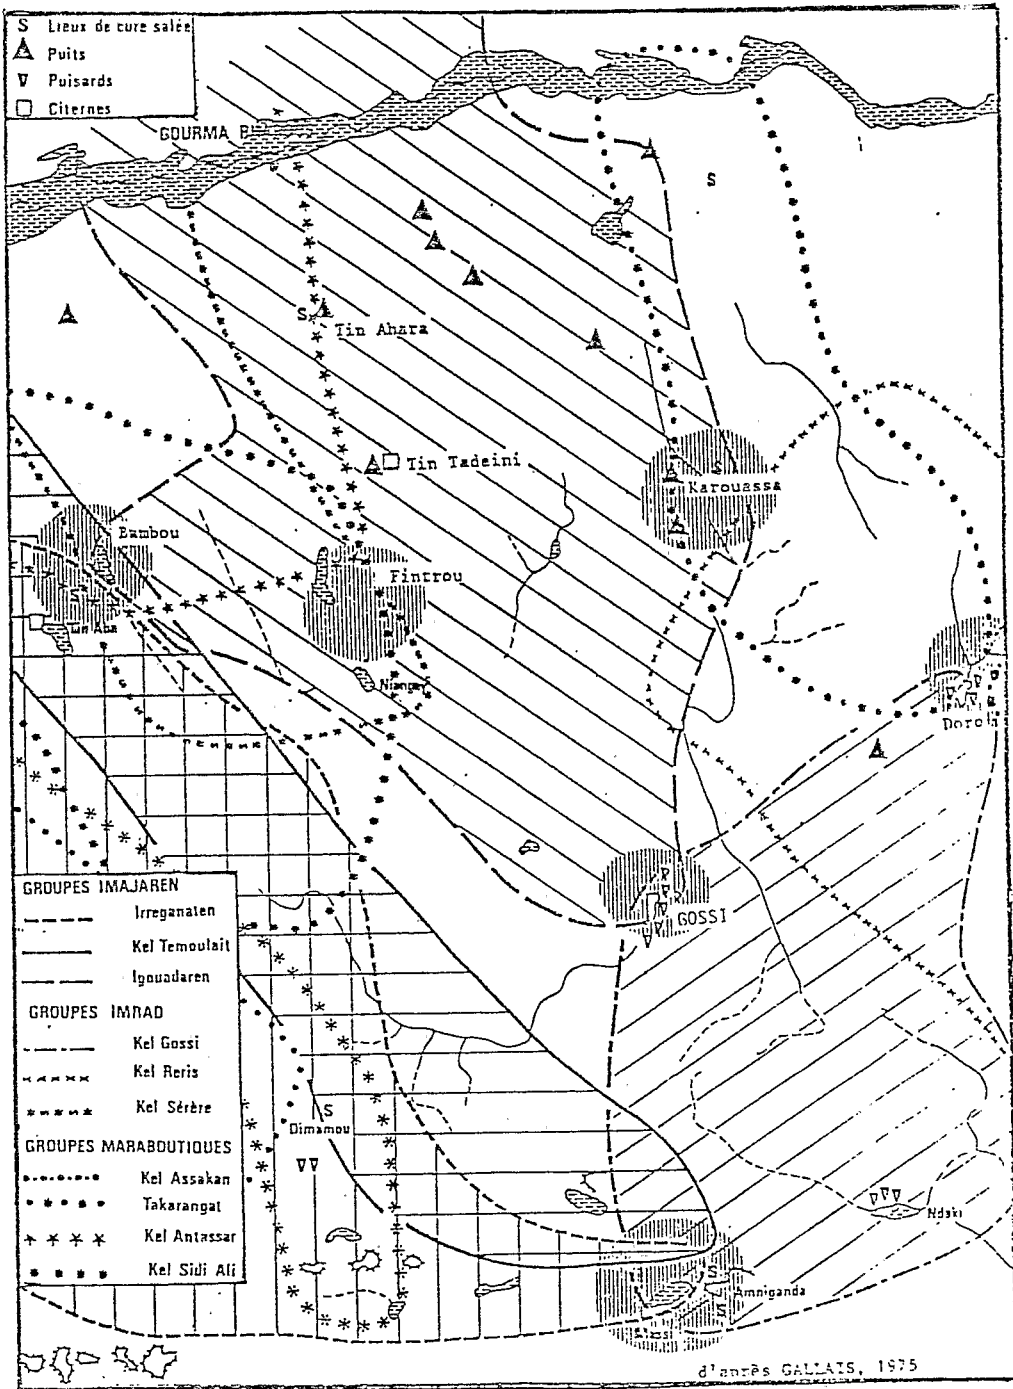 S Lieux de cure salée
Puits
Puisards
Citernes
GOURMA
S
S
Tin Ahara
Tin Tadeini
S
Karouassa
Bambou
S
Fintrou
Doro
GOSSI
GROUPES IMAJAREN
Irreganaten
Kel Temoulait
Igouadaren
GROUPES IMRAD
Kel Gossi
Kel Reris
Kel Sérère
GROUPES MARABOUTIQUES
Kel Assakan
Takarangat
Kel Antassar
Kel Sidi Ali
S
Dimamou
Ndaki
S
Amniganda
S
d'après GALLAIS, 1975